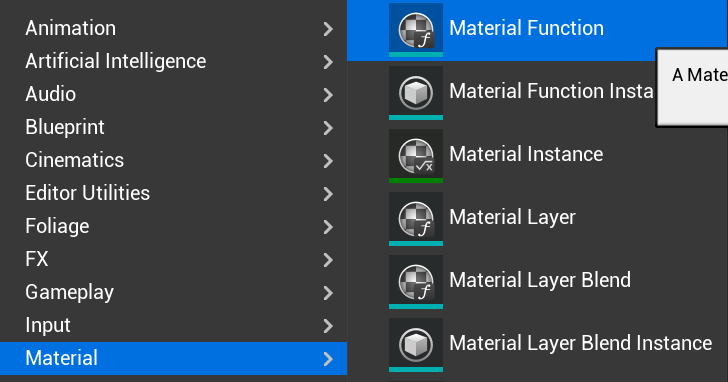 Animation
Artificial Intelligence
Audio
Blueprint
Cinematics
Editor Utilities
Foliage
FX
Gameplay
Input
Material
Material Function
Material Function Insta
Material Instance
Material Layer
Material Layer Blend
Material Layer Blend Instance
A Mate